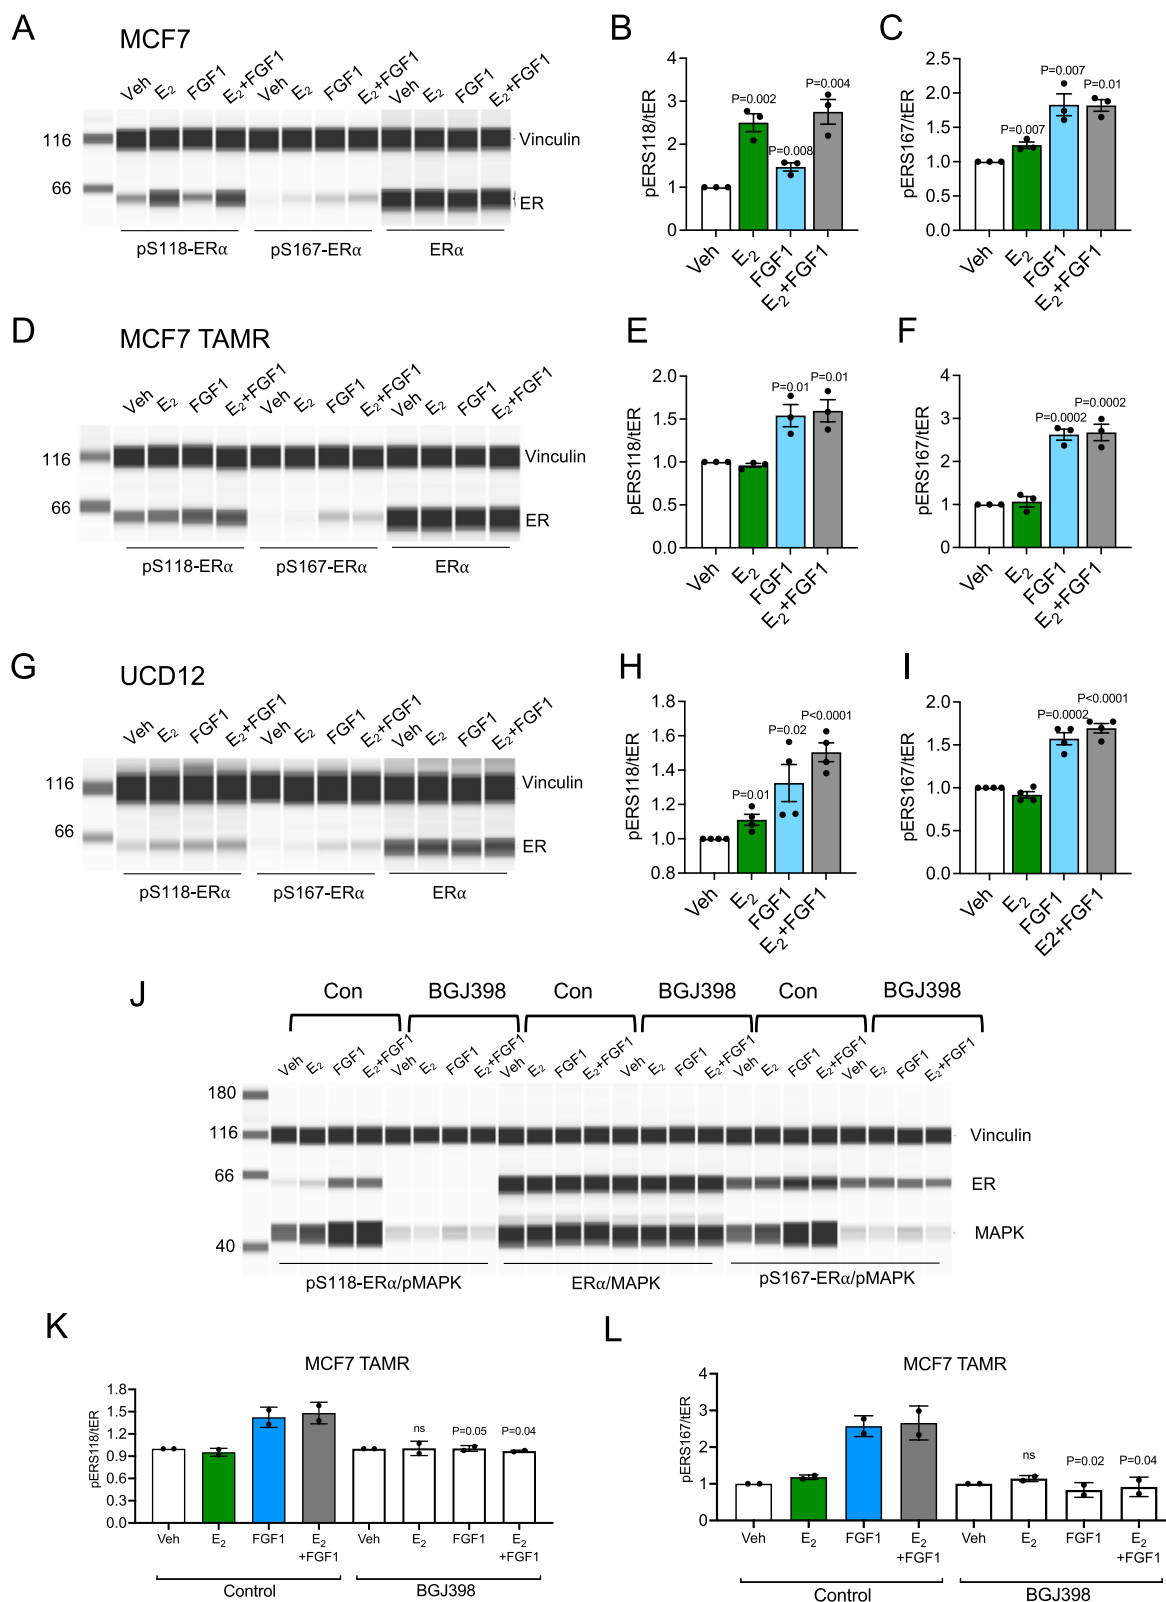 A
MCF7
Veh E₂ FGF1 E₂+FGF1 Veh E₂ FGF1 E₂+FGF1 Veh E₂ FGF1 E₂+FGF1
116
Vinculin
66
ER
pS118-ERα pS167-ERα ERα
B
pERS118/tER
4
3
2
1
0
P=0.002
P=0.008
P=0.004
Veh E₂ FGF1 E₂+FGF1
C
pERS167/tER
2.5
2.0
1.5
1.0
0.5
0.0
P=0.007
P=0.007
P=0.01
Veh E₂ FGF1 E₂+FGF1
D
MCF7 TAMR
Veh E₂ FGF1 E₂+FGF1 Veh E₂ FGF1 E₂+FGF1 Veh E₂ FGF1 E₂+FGF1
116
Vinculin
66
ER
pS118-ERα pS167-ERα ERα
E
pERS118/tER
2.0
1.5
1.0
0.5
0.0
P=0.01
P=0.01
Veh E₂ FGF1 E₂+FGF1
F
pERS167/tER
4
3
2
1
0
P=0.0002
P=0.0002
Veh E₂ FGF1 E₂+FGF1
G
UCD12
Veh E₂ FGF1 E₂+FGF1 Veh E₂ FGF1 E₂+FGF1 Veh E₂ FGF1 E₂+FGF1
116
Vinculin
66
ER
pS118-ERα pS167-ERα ERα
H
pERS118/tER
1.8
1.6
1.4
1.2
1.0
0.8
P=0.01
P=0.02
P<0.0001
Veh E₂ FGF1 E₂+FGF1
I
pERS167/tER
2.0
1.5
1.0
0.5
0.0
P=0.0002
P<0.0001
Veh E₂ FGF1 E2+FGF1
J
Con BGJ398 Con BGJ398 Con BGJ398
Veh E₂ FGF1 E₂+FGF1 Veh E₂ FGF1 E₂+FGF1 Veh E₂ FGF1 E₂+FGF1 Veh E₂ FGF1 E₂+FGF1 Veh E₂ FGF1 E₂+FGF1 Veh E₂ FGF1 E₂+FGF1
180
116
Vinculin
66
ER
MAPK
40
pS118-ERα/pMAPK ERα/MAPK pS167-ERα/pMAPK
K
MCF7 TAMR
pERS118/tER
1.8
1.5
1.2
0.9
0.6
0.3
0.0
ns P=0.05 P=0.04
Veh E₂ FGF1 E₂ +FGF1 Veh E₂ FGF1 E₂ +FGF1
Control BGJ398
L
MCF7 TAMR
pERS167/tER
4
3
2
1
0
ns P=0.02 P=0.04
Veh E₂ FGF1 E₂ +FGF1 Veh E₂ FGF1 E₂ +FGF1
Control BGJ398